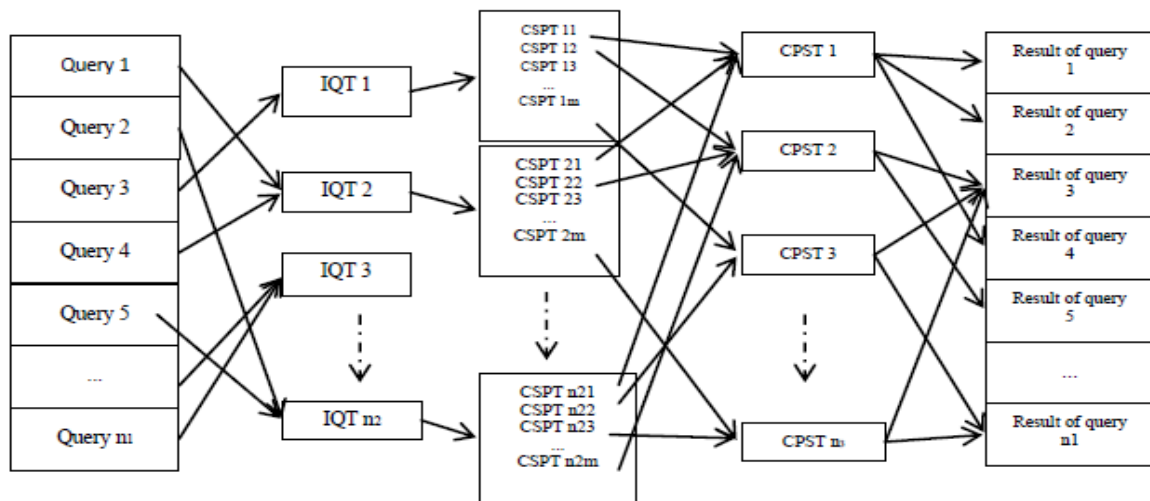 Query 1
Query 2
Query 3
Query 4
Query 5
...
Query n1
IQT 1
IQT 2
IQT 3
IQT n2
CSPT 11
CSPT 12
CSPT 13
...
CSPT 1m
CSPT 21
CSPT 22
CSPT 23
...
CSPT 2m
CSPT n21
CSPT n22
CSPT n23
...
CSPT n2m
CPST 1
CPST 2
CPST 3
CPST n3
Result of query
1
Result of query
2
Result of query
3
Result of query
4
Result of query
5
...
Result of query
n1